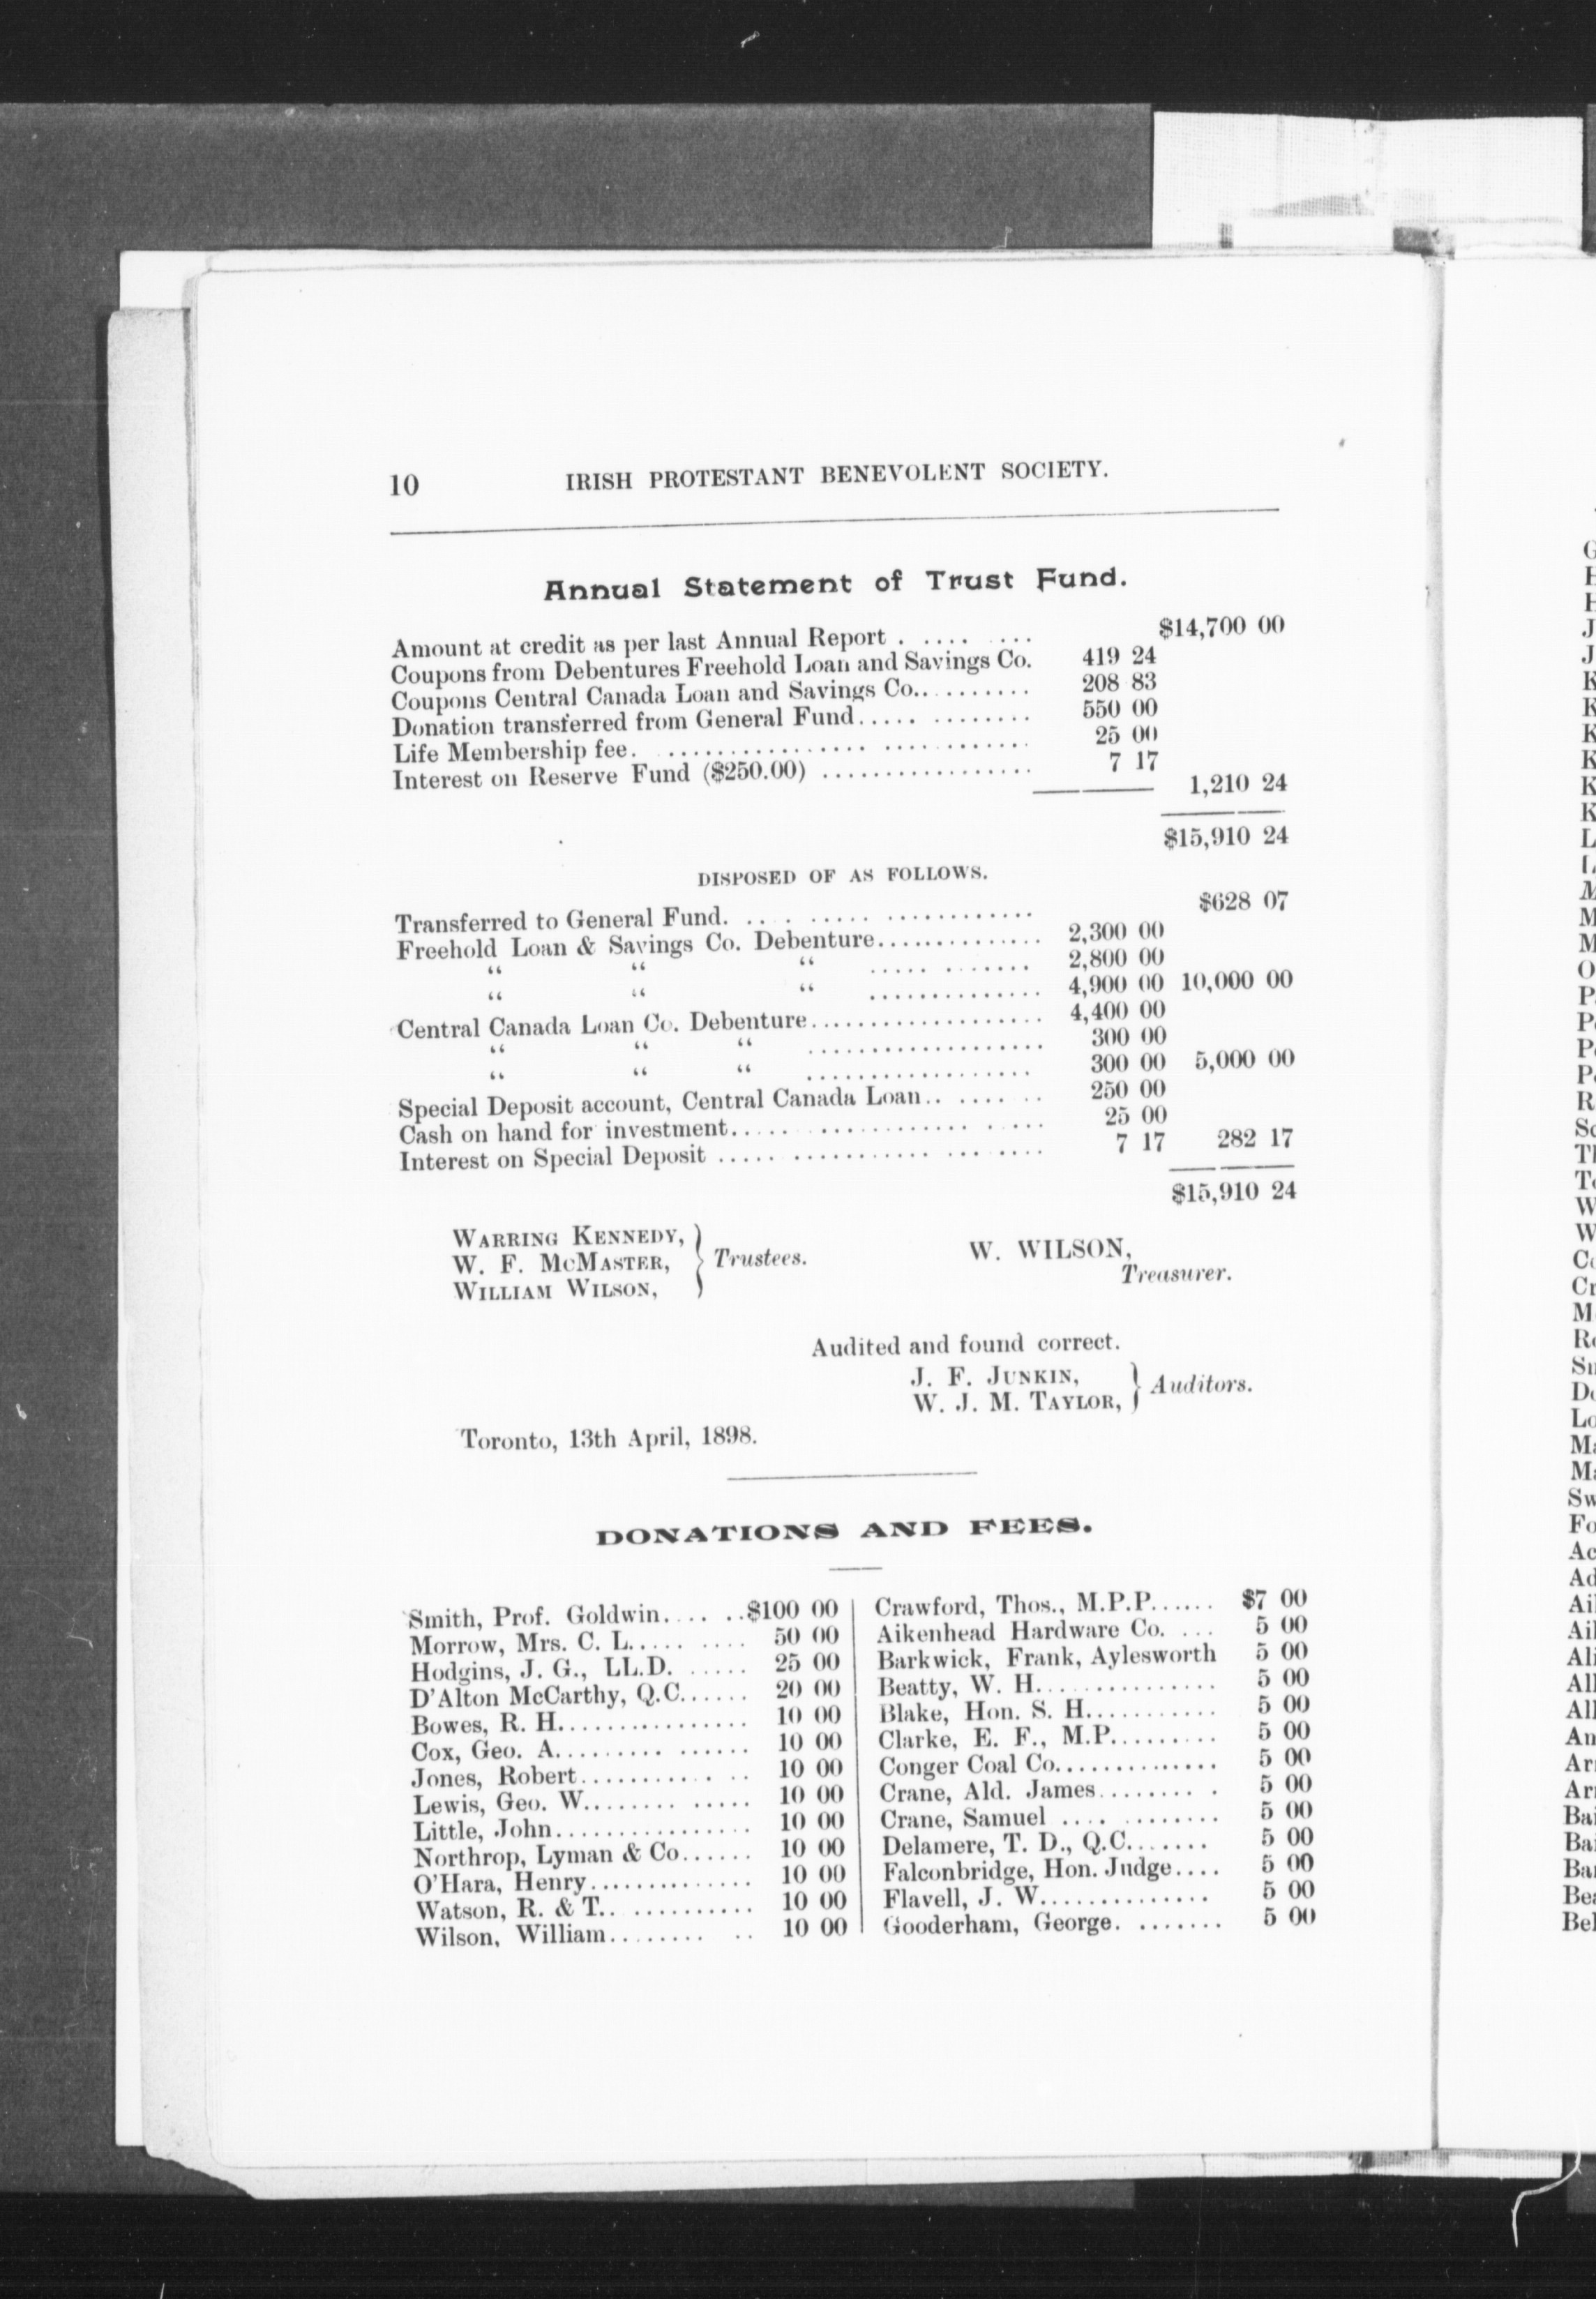 10 IRISH PROTESTANT BENEVOLENT SOCIETY.
Annual Statement of Trust Fund.
Amount at credit as per last Annual Report . .... ... $14,700 00
Coupons from Debentures Freehold Loan and Savings Co. 419 24
Coupons Central Canada Loan and Savings Co.......... 208 83
Donation transferred from General Fund..... ........ 550 00
Life Membership fee. .......................... 25 00
Interest on Reserve Fund ($250.00) ................. 7 17
1,210 24
$15,910 24
DISPOSED OF AS FOLLOWS.
Transferred to General Fund. .. . ..... ............ $628 07
Freehold Loan & Savings Co. Debenture.............. 2,300 00
“ “ “ ..... ....... 2,800 00
“ “ “ .............. 4,900 00 10,000 00
Central Canada Loan Co. Debenture................... 4,400 00
“ “ “ ................... 300 00
“ “ “ .................. 300 00 5,000 00
Special Deposit account, Central Canada Loan.. ..... .. 250 00
Cash on hand for investment..... ............ . .... 25 00
Interest on Special Deposit ..... ........... ... .... 7 17 282 17
$15,910 24
WARRING KENNEDY,
W. F. MCMASTER, } Trustees.
WILLIAM WILSON,
W. WILSON,
Treasurer.
Audited and found correct.
J. F. JUNKIN,
W. J. M. TAYLOR, } Auditors.
Toronto, 13th April, 1898.
DONATIONS AND FEES.
Smith, Prof. Goldwin.... ..$100 00
Morrow, Mrs. C. L..... .... 50 00
Hodgins, J. G., LL.D. ...... 25 00
D'Alton McCarthy, Q.C...... 20 00
Bowes, R. H................ 10 00
Cox, Geo. A......... ...... 10 00
Jones, Robert........... .. 10 00
Lewis, Geo. W........ ..... 10 00
Little, John................ 10 00
Northrop, Lyman & Co...... 10 00
O'Hara, Henry.............. 10 00
Watson, R. & T.. .......... 10 00
Wilson, William........ .. 10 00
Crawford, Thos., M.P.P...... $7 00
Aikenhead Hardware Co. ... 5 00
Barkwick, Frank, Aylesworth 5 00
Beatty, W. H............... 5 00
Blake, Hon. S. H........... 5 00
Clarke, E. F., M.P......... 5 00
Conger Coal Co.............. 5 00
Crane, Ald. James........ . 5 00
Crane, Samuel .... ........ 5 00
Delamere, T. D., Q.C....... 5 00
Falconbridge, Hon. Judge.... 5 00
Flavell, J. W.............. 5 00
Gooderham, George. ....... 5 00